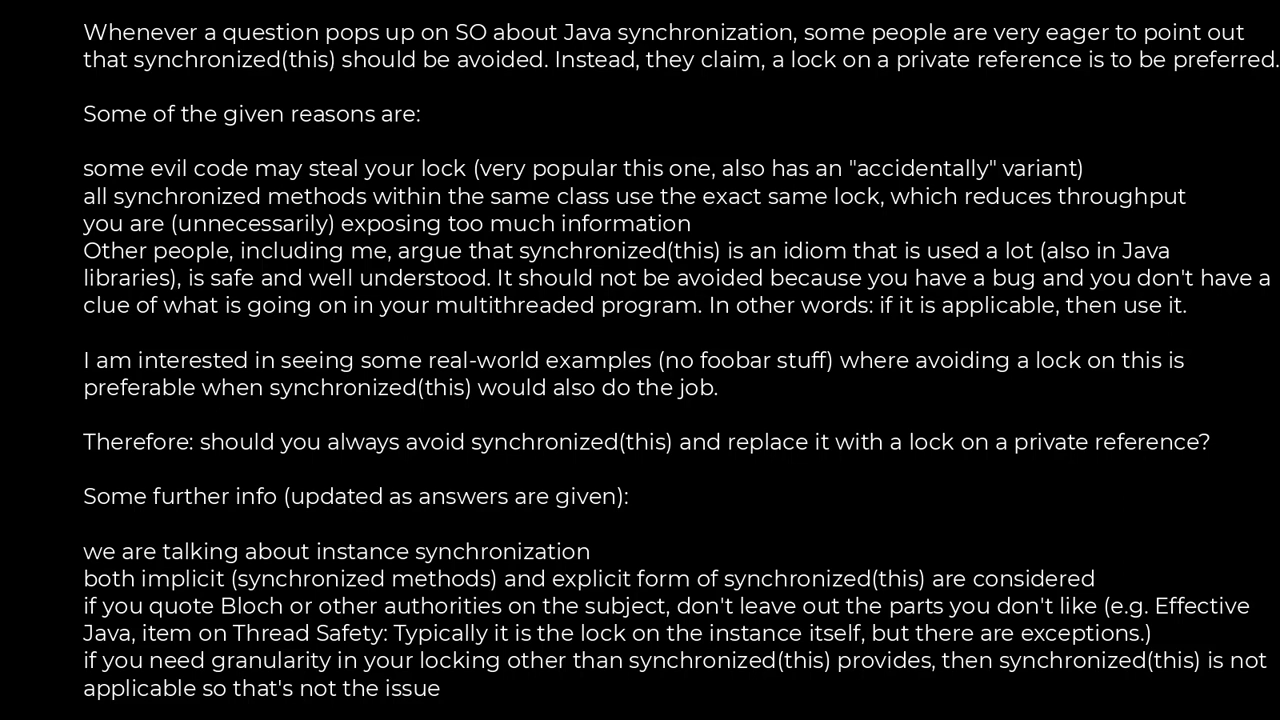 Whenever a question pops up on SO about Java synchronization, some people are very eager to point out
that synchronized(this) should be avoided. Instead, they claim, a lock on a private reference is to be preferred.
Some of the given reasons are:
some evil code may steal your lock (very popular this one, also has an "accidentally" variant)
all synchronized methods within the same class use the exact same lock, which reduces throughput
you are (unnecessarily) exposing too much information
Other people, including me, argue that synchronized(this) is an idiom that is used a lot (also in Java
libraries), is safe and well understood. It should not be avoided because you have a bug and you don't have a
clue of what is going on in your multithreaded program. In other words: if it is applicable, then use it.
I am interested in seeing some real-world examples (no foobar stuff) where avoiding a lock on this is
preferable when synchronized(this) would also do the job.
Therefore: should you always avoid synchronized(this) and replace it with a lock on a private reference?
Some further info (updated as answers are given):
we are talking about instance synchronization
both implicit (synchronized methods) and explicit form of synchronized(this) are considered
if you quote Bloch or other authorities on the subject, don't leave out the parts you don't like (e.g. Effective
Java, item on Thread Safety: Typically it is the lock on the instance itself, but there are exceptions.)
if you need granularity in your locking other than synchronized(this) provides, then synchronized(this) is not
applicable so that's not the issue